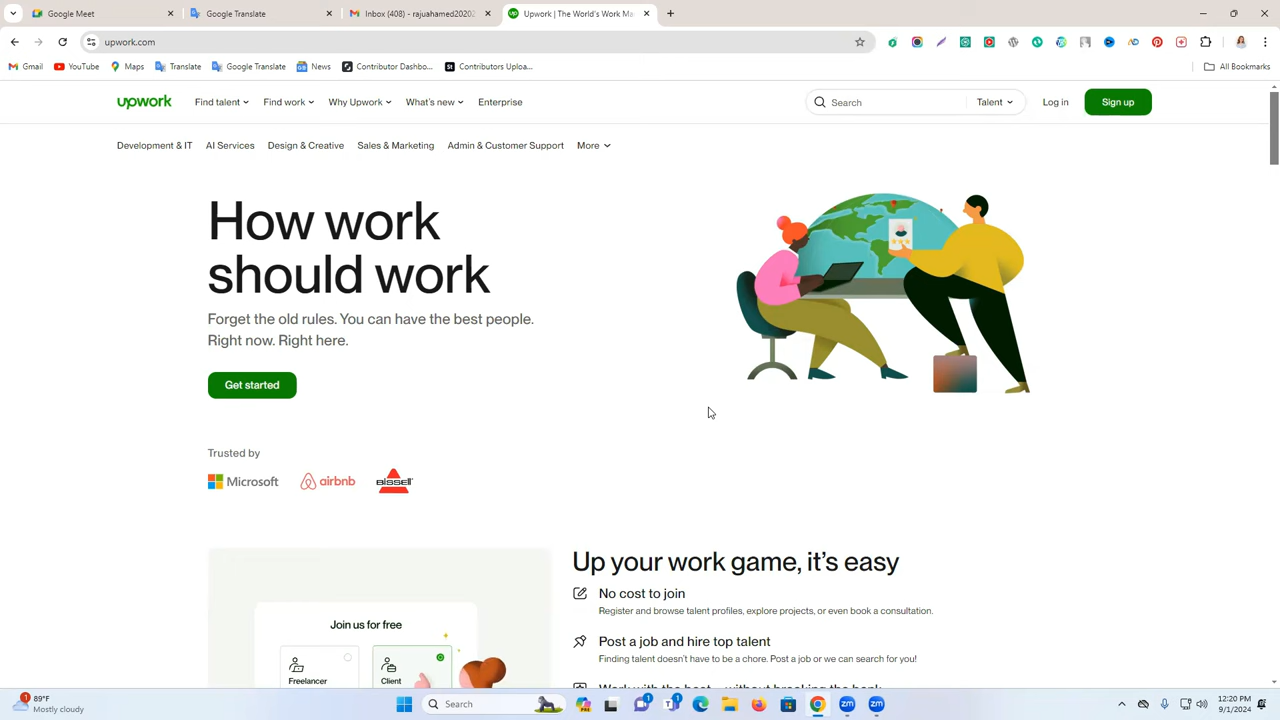 Google Meet
Google Translate
Inbox (408) - rajuahamed2020
Upwork | The World's Work Ma
upwork.com
Gmail
YouTube
Maps
Translate
Google Translate
News
Contributor Dashbo...
Contributors Uploa...
All Bookmarks
upwork
Find talent
Find work
Why Upwork
What's new
Enterprise
Search
Talent
Log in
Sign up
Development & IT
AI Services
Design & Creative
Sales & Marketing
Admin & Customer Support
More
How work
should work
Forget the old rules. You can have the best people.
Right now. Right here.
Get started
Trusted by
Microsoft
airbnb
BISSELL
Up your work game, it's easy
No cost to join
Register and browse talent profiles, explore projects, or even book a consultation.
Join us for free
Post a job and hire top talent
Finding talent doesn't have to be a chore. Post a job or we can search for you!
Freelancer
Client
89°F
Mostly cloudy
Search
12:20 PM
9/1/2024